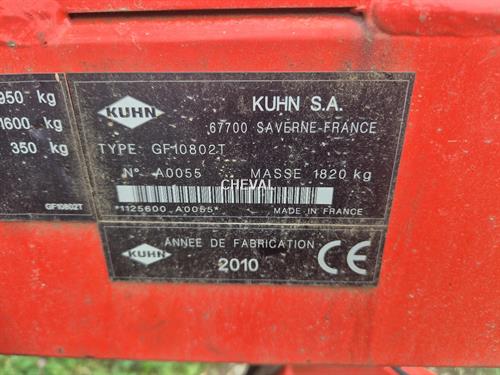 950 kg
1600 kg
350 kg
GF10802T
KUHN
KUHN S.A.
67700 SAVERNE-FRANCE
TYPE GF10802T
N° A0055 MASSE 1820 kg
CHEVAL
*1125600 A0055*
MADE IN FRANCE
KUHN
ANNEE DE FABRICATION
2010
CE